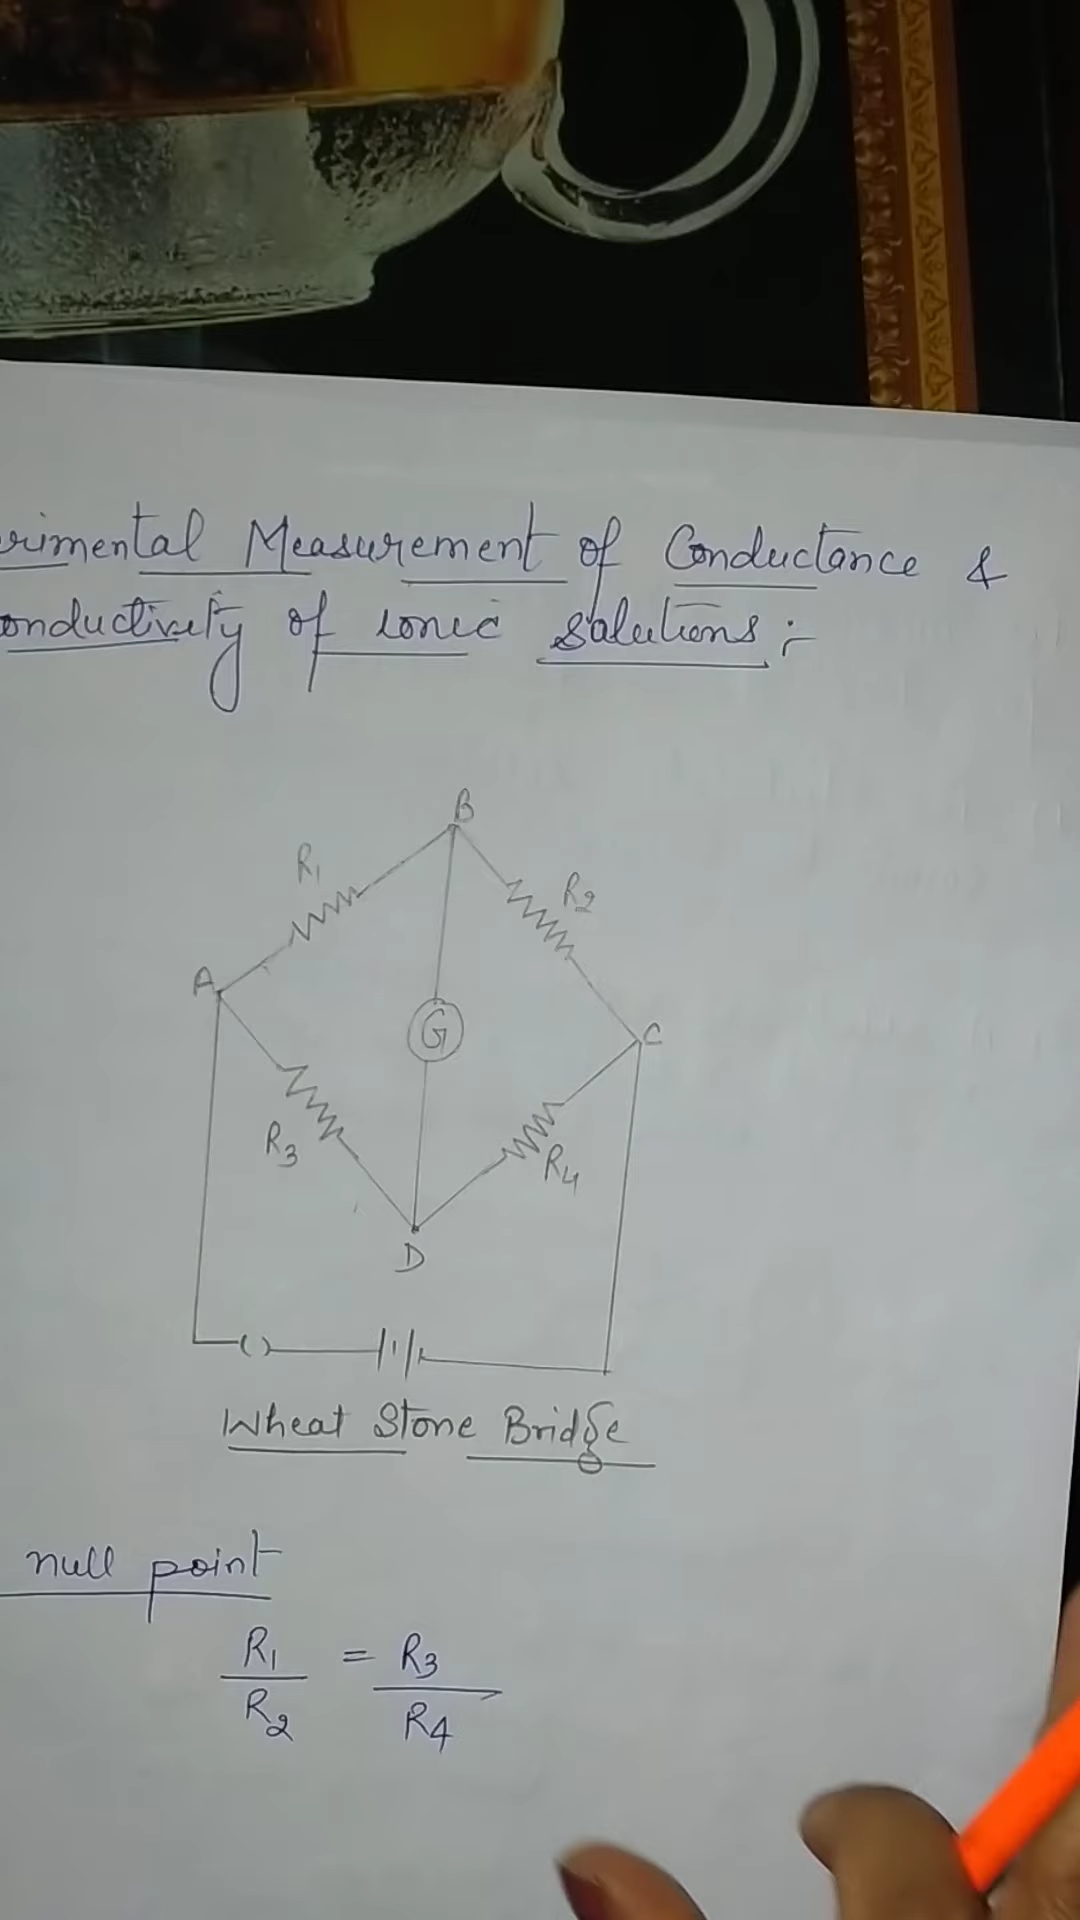 rimental Measurement of Conductance &
onductivity of ionic Solutions :-
B
R1
R2
A
G
C
R3
R4
D
Wheat Stone Bridge
null point
R1 = R3
R2 R4